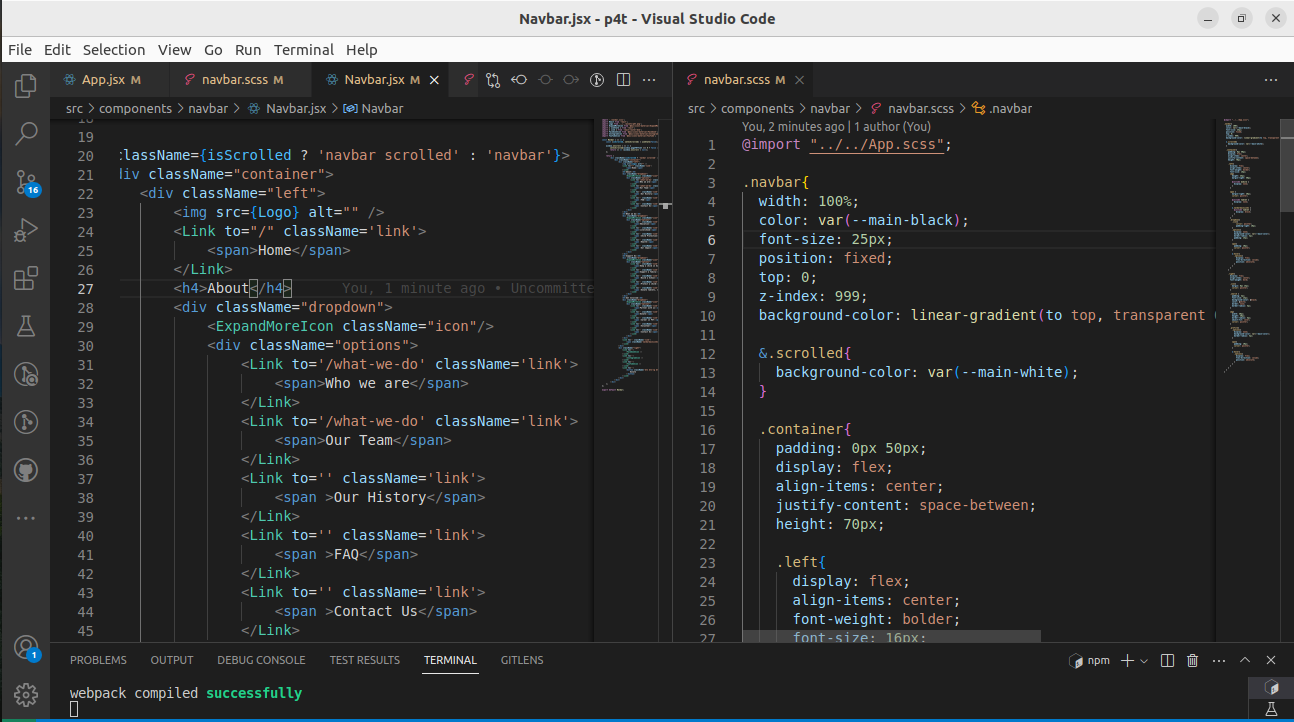 Navbar.jsx - p4t - Visual Studio Code
File Edit Selection View Go Run Terminal Help
App.jsx M
navbar.scss M
Navbar.jsx M
navbar.scss M
src > components > navbar > Navbar.jsx > Navbar
18
19
20 className={isScrolled ? 'navbar scrolled' : 'navbar'}>
21 div className="container">
22 <div className="left">
23 <img src={Logo} alt="" />
24 <Link to="/" className='link'>
25 <span>Home</span>
26 </Link>
27 <h4>About</h4> You, 1 minute ago • Uncommitte
28 <div className="dropdown">
29 <ExpandMoreIcon className="icon"/>
30 <div className="options">
31 <Link to='/what-we-do' className='link'>
32 <span>Who we are</span>
33 </Link>
34 <Link to='/what-we-do' className='link'>
35 <span>Our Team</span>
36 </Link>
37 <Link to='' className='link'>
38 <span >Our History</span>
39 </Link>
40 <Link to='' className='link'>
41 <span >FAQ</span>
42 </Link>
43 <Link to='' className='link'>
44 <span >Contact Us</span>
45 </Link>
src > components > navbar > navbar.scss > .navbar
You, 2 minutes ago | 1 author (You)
1 @import "../../App.scss";
2
3 .navbar{
4 width: 100%;
5 color: var(--main-black);
6 font-size: 25px;
7 position: fixed;
8 top: 0;
9 z-index: 999;
10 background-color: linear-gradient(to top, transparent
11
12 &.scrolled{
13 background-color: var(--main-white);
14 }
15
16 .container{
17 padding: 0px 50px;
18 display: flex;
19 align-items: center;
20 justify-content: space-between;
21 height: 70px;
22
23 .left{
24 display: flex;
25 align-items: center;
26 font-weight: bolder;
27 font-size: 16px;
16
1
PROBLEMS OUTPUT DEBUG CONSOLE TEST RESULTS TERMINAL GITLENS
npm
webpack compiled successfully